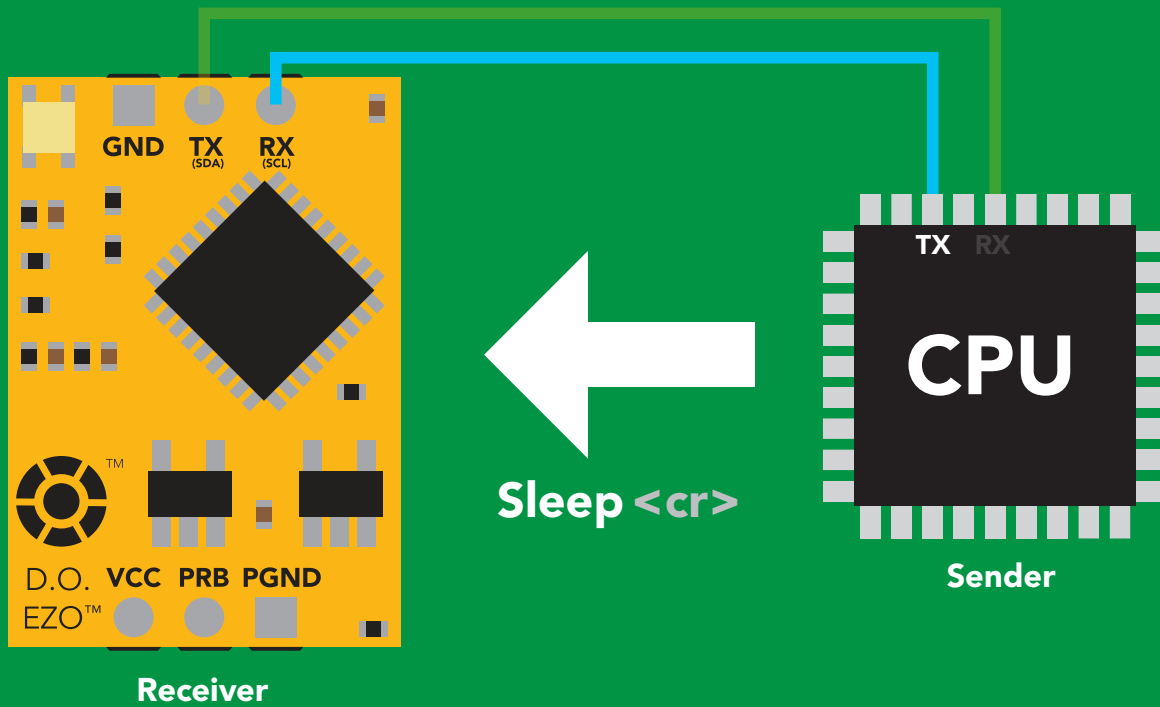 GND TX RX
(SDA) (SCL)
TX RX
CPU
TM
Sleep <cr>
D.O. VCC PRB PGND
EZO™
Sender
Receiver